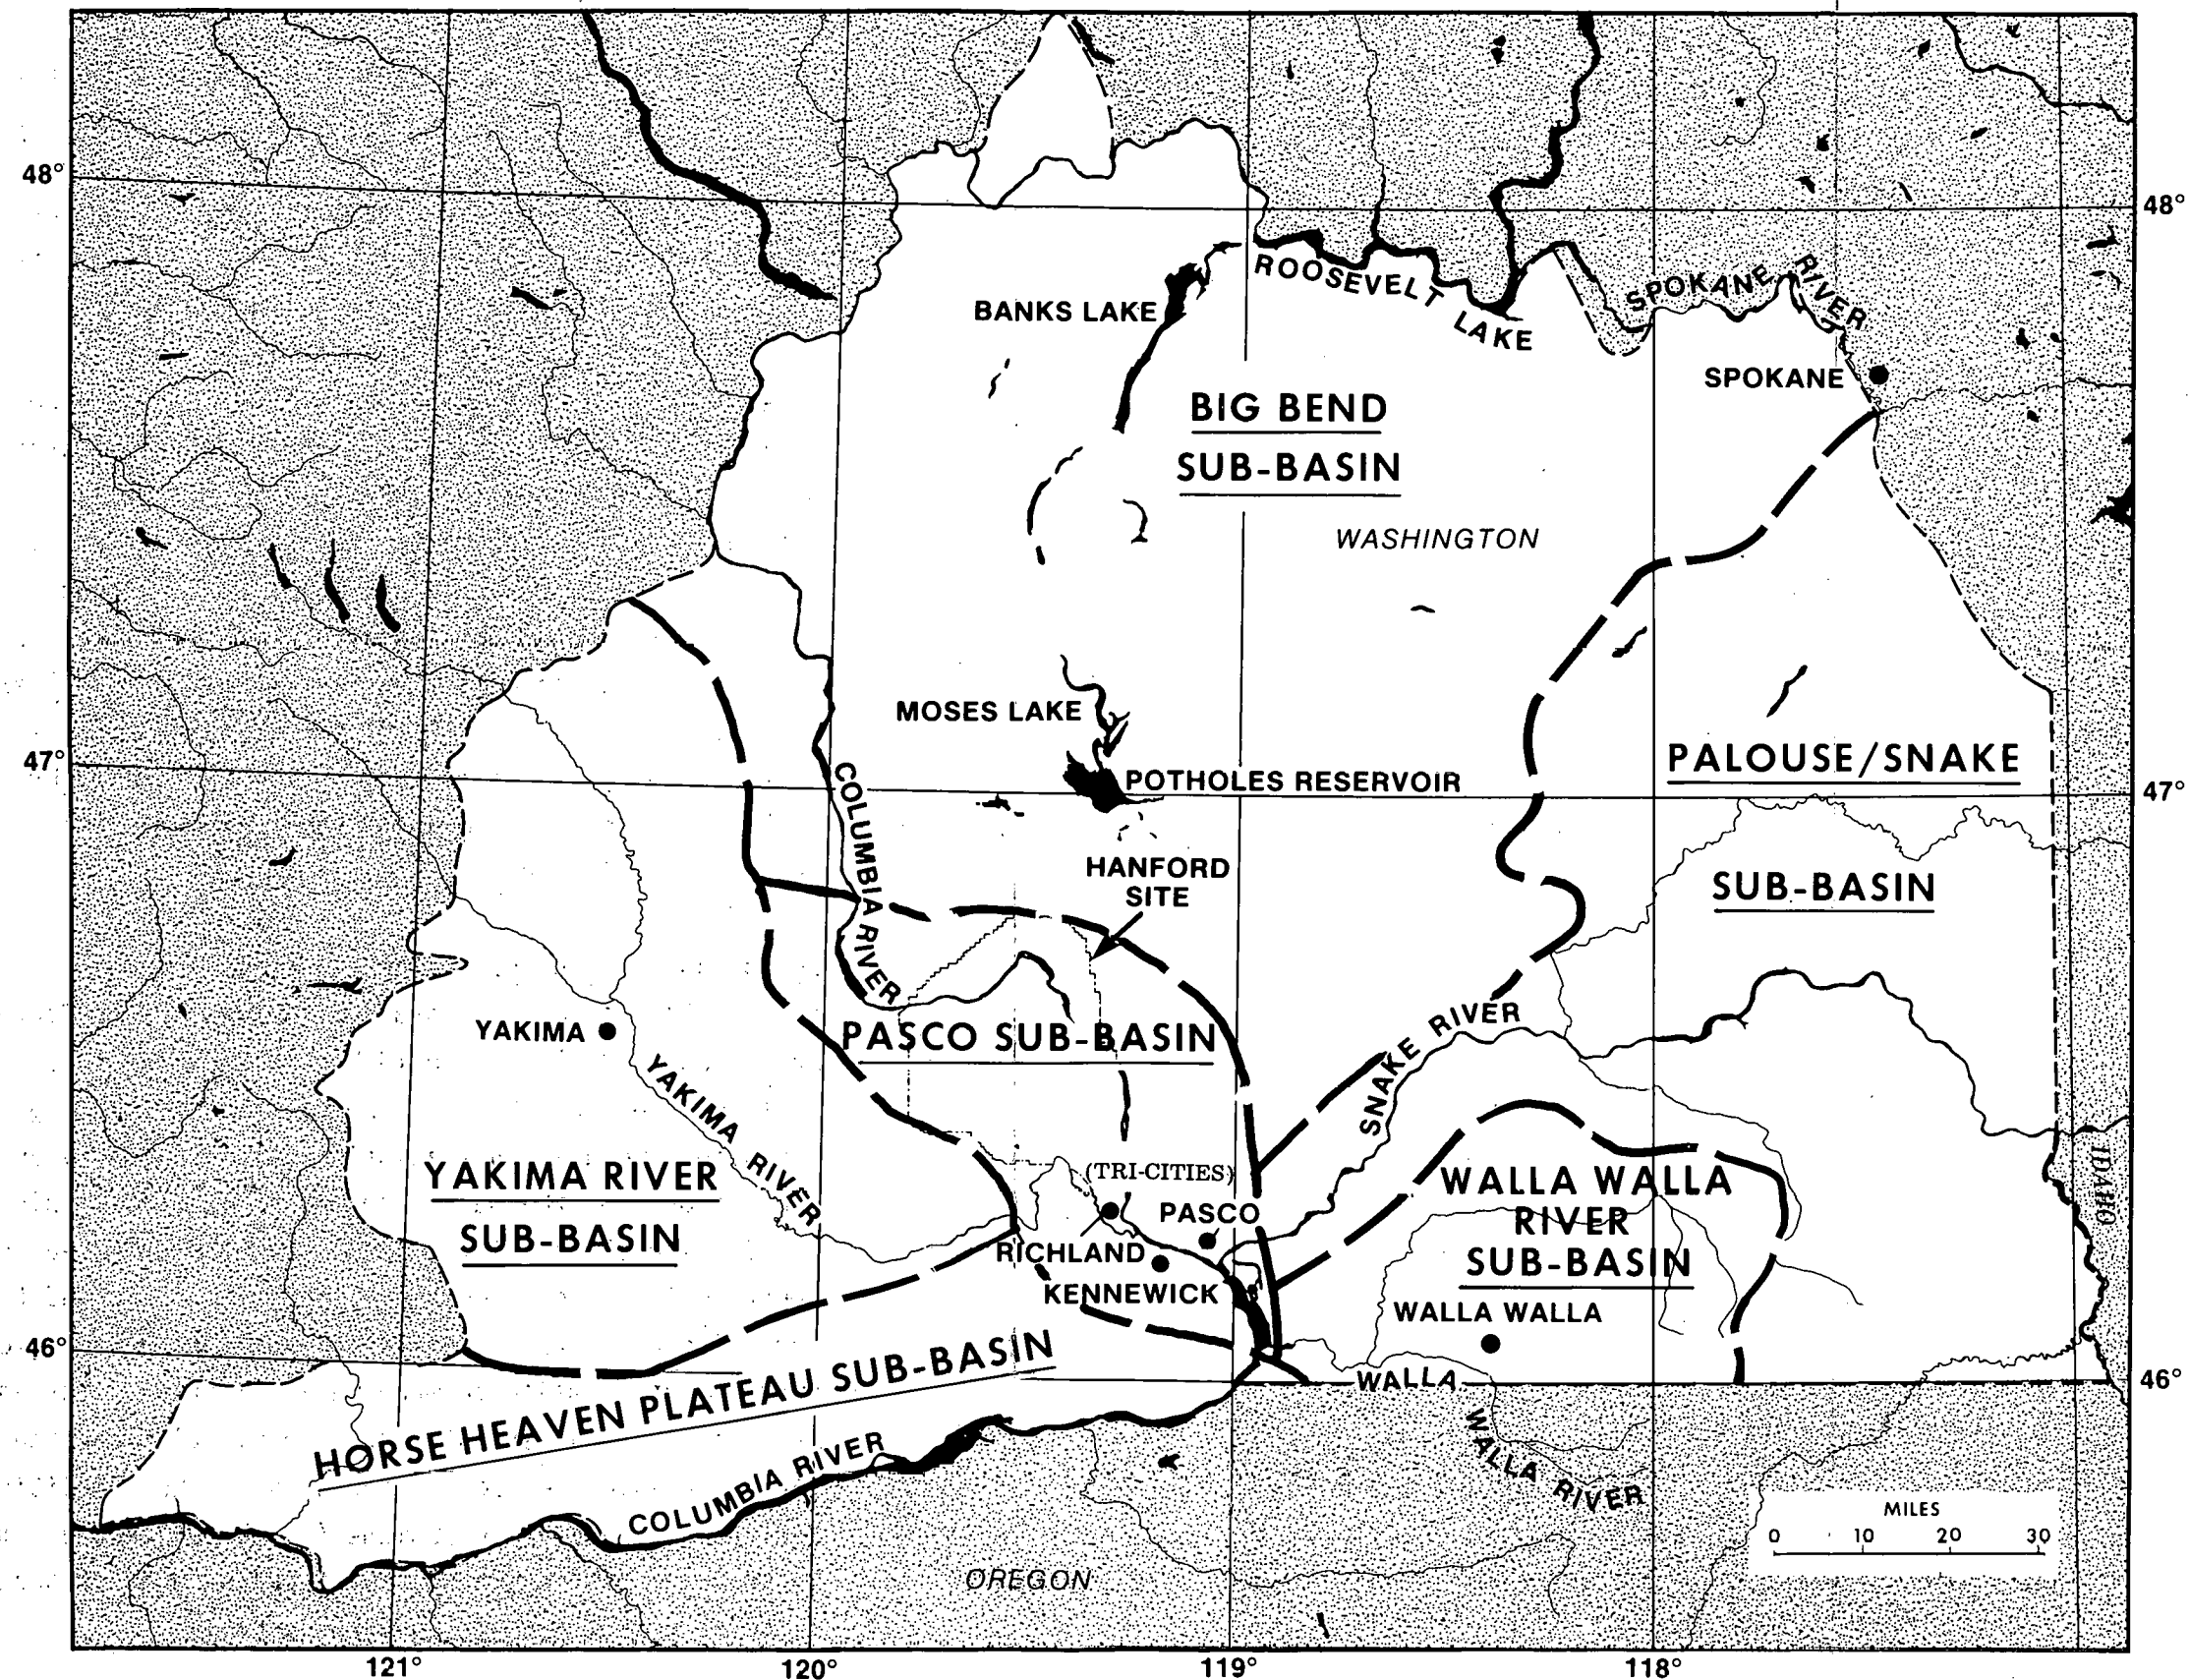 48°
48°
ROOSEVELT
LAKE
SPOKANE RIVER
BANKS LAKE
SPOKANE
BIG BEND
SUB-BASIN
WASHINGTON
MOSES LAKE
POTHOLES RESERVOIR
PALOUSE/SNAKE
SUB-BASIN
47°
47°
COLUMBIA RIVER
HANFORD
SITE
YAKIMA
PASCO SUB-BASIN
SNAKE RIVER
YAKIMA RIVER
YAKIMA RIVER
SUB-BASIN
(TRI-CITIES)
PASCO
RICHLAND
KENNEWICK
WALLA WALLA
RIVER
SUB-BASIN
WALLA WALLA
IDAHO
46°
46°
HORSE HEAVEN PLATEAU SUB-BASIN
WALLA
WALLA RIVER
COLUMBIA RIVER
OREGON
MILES
0 10 20 30
121° 120° 119° 118°